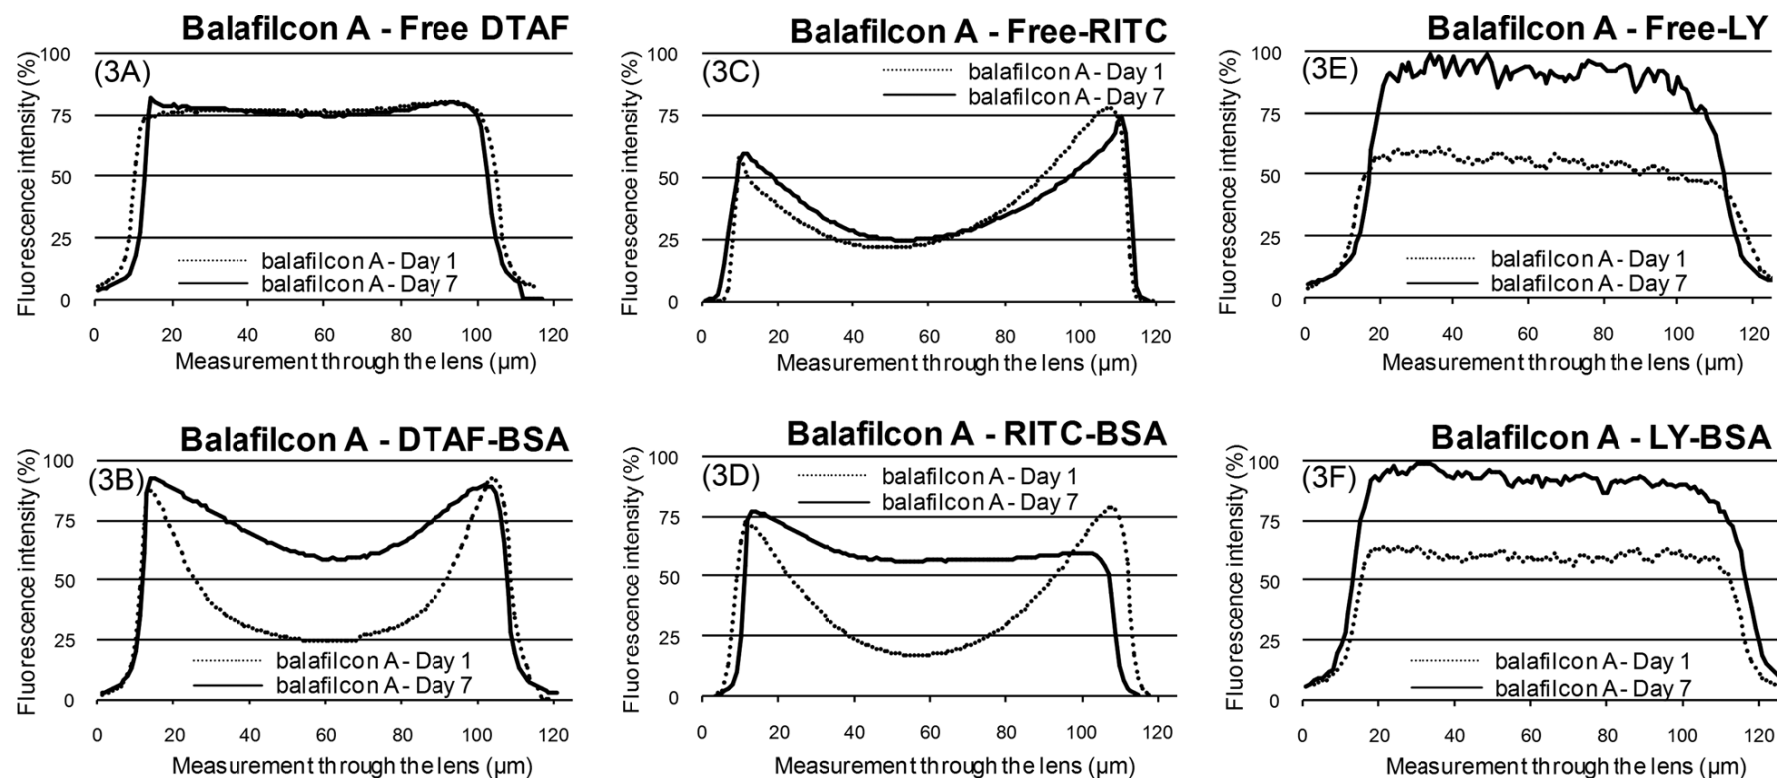 Balafilcon A - Free DTAF
(3A)
Fluorescence intensity (%)
100
75
50
25
0
balafilcon A - Day 1
balafilcon A - Day 7
0 20 40 60 80 100 120
Measurement through the lens (µm)
Balafilcon A - Free-RITC
(3C)
Fluorescence intensity (%)
100
75
50
25
0
balafilcon A - Day 1
balafilcon A - Day 7
0 20 40 60 80 100 120
Measurement through the lens (µm)
Balafilcon A - Free-LY
(3E)
Fluorescence intensity (%)
100
75
50
25
0
balafilcon A - Day 1
balafilcon A - Day 7
0 20 40 60 80 100 120
Measurement through the lens (µm)
Balafilcon A - DTAF-BSA
(3B)
Fluorescence intensity (%)
100
75
50
25
0
balafilcon A - Day 1
balafilcon A - Day 7
0 20 40 60 80 100 120
Measurement through the lens (µm)
Balafilcon A - RITC-BSA
(3D)
Fluorescence intensity (%)
100
75
50
25
0
balafilcon A - Day 1
balafilcon A - Day 7
0 20 40 60 80 100 120
Measurement through the lens (µm)
Balafilcon A - LY-BSA
(3F)
Fluorescence intensity (%)
100
75
50
25
0
balafilcon A - Day 1
balafilcon A - Day 7
0 20 40 60 80 100 120
Measurement through the lens (µm)